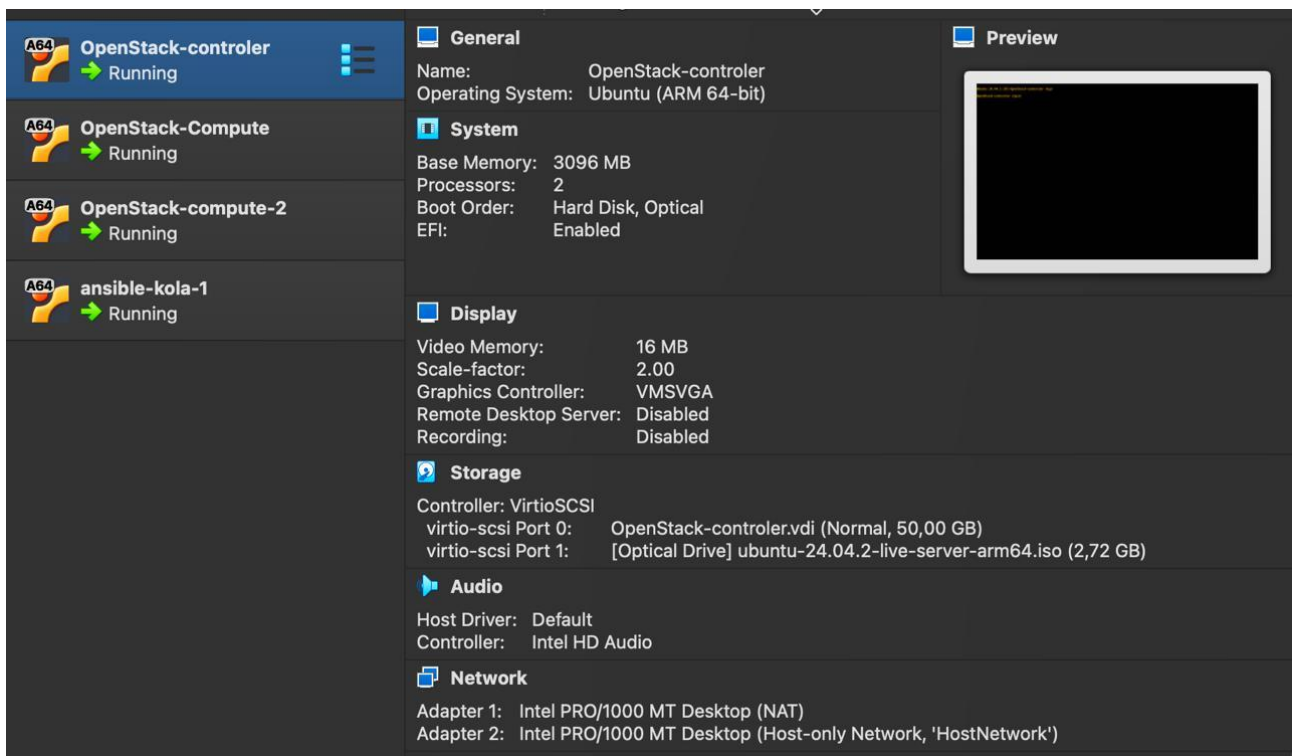 A64
OpenStack-controler
Running
A64
OpenStack-Compute
Running
A64
OpenStack-compute-2
Running
A64
ansible-kola-1
Running
General
Name: OpenStack-controler
Operating System: Ubuntu (ARM 64-bit)
System
Base Memory: 3096 MB
Processors: 2
Boot Order: Hard Disk, Optical
EFI: Enabled
Preview
Display
Video Memory: 16 MB
Scale-factor: 2.00
Graphics Controller: VMSVGA
Remote Desktop Server: Disabled
Recording: Disabled
Storage
Controller: VirtioSCSI
virtio-scsi Port 0: OpenStack-controler.vdi (Normal, 50,00 GB)
virtio-scsi Port 1: [Optical Drive] ubuntu-24.04.2-live-server-arm64.iso (2,72 GB)
Audio
Host Driver: Default
Controller: Intel HD Audio
Network
Adapter 1: Intel PRO/1000 MT Desktop (NAT)
Adapter 2: Intel PRO/1000 MT Desktop (Host-only Network, 'HostNetwork')